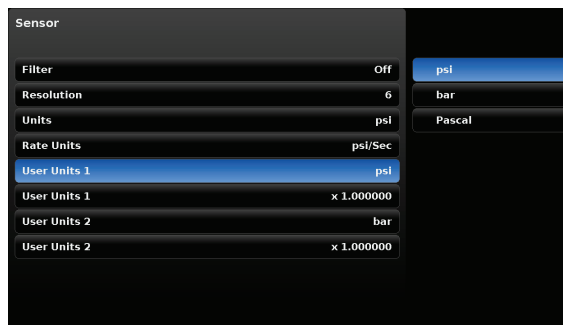 Sensor
Filter Off
Resolution 6
Units psi
Rate Units psi/Sec
User Units 1 psi
User Units 1 x 1.000000
User Units 2 bar
User Units 2 x 1.000000
psi
bar
Pascal